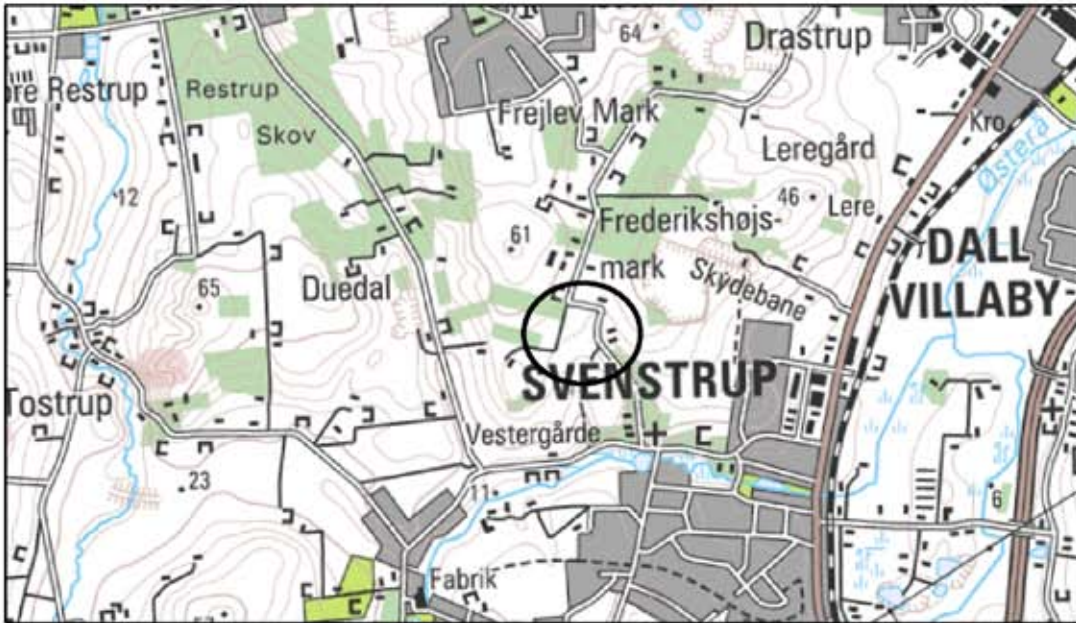 64
Drastrup
Restrup
Restrup
Skov
Frejlev Mark
Kro
Østerå
Leregård
12
46
Lere
Frederikshøjs-
61
mark
Skydebane
DALL
VILLABY
65
Duedal
SVENSTRUP
Tostrup
Vestergårde
23
11
6
Fabrik